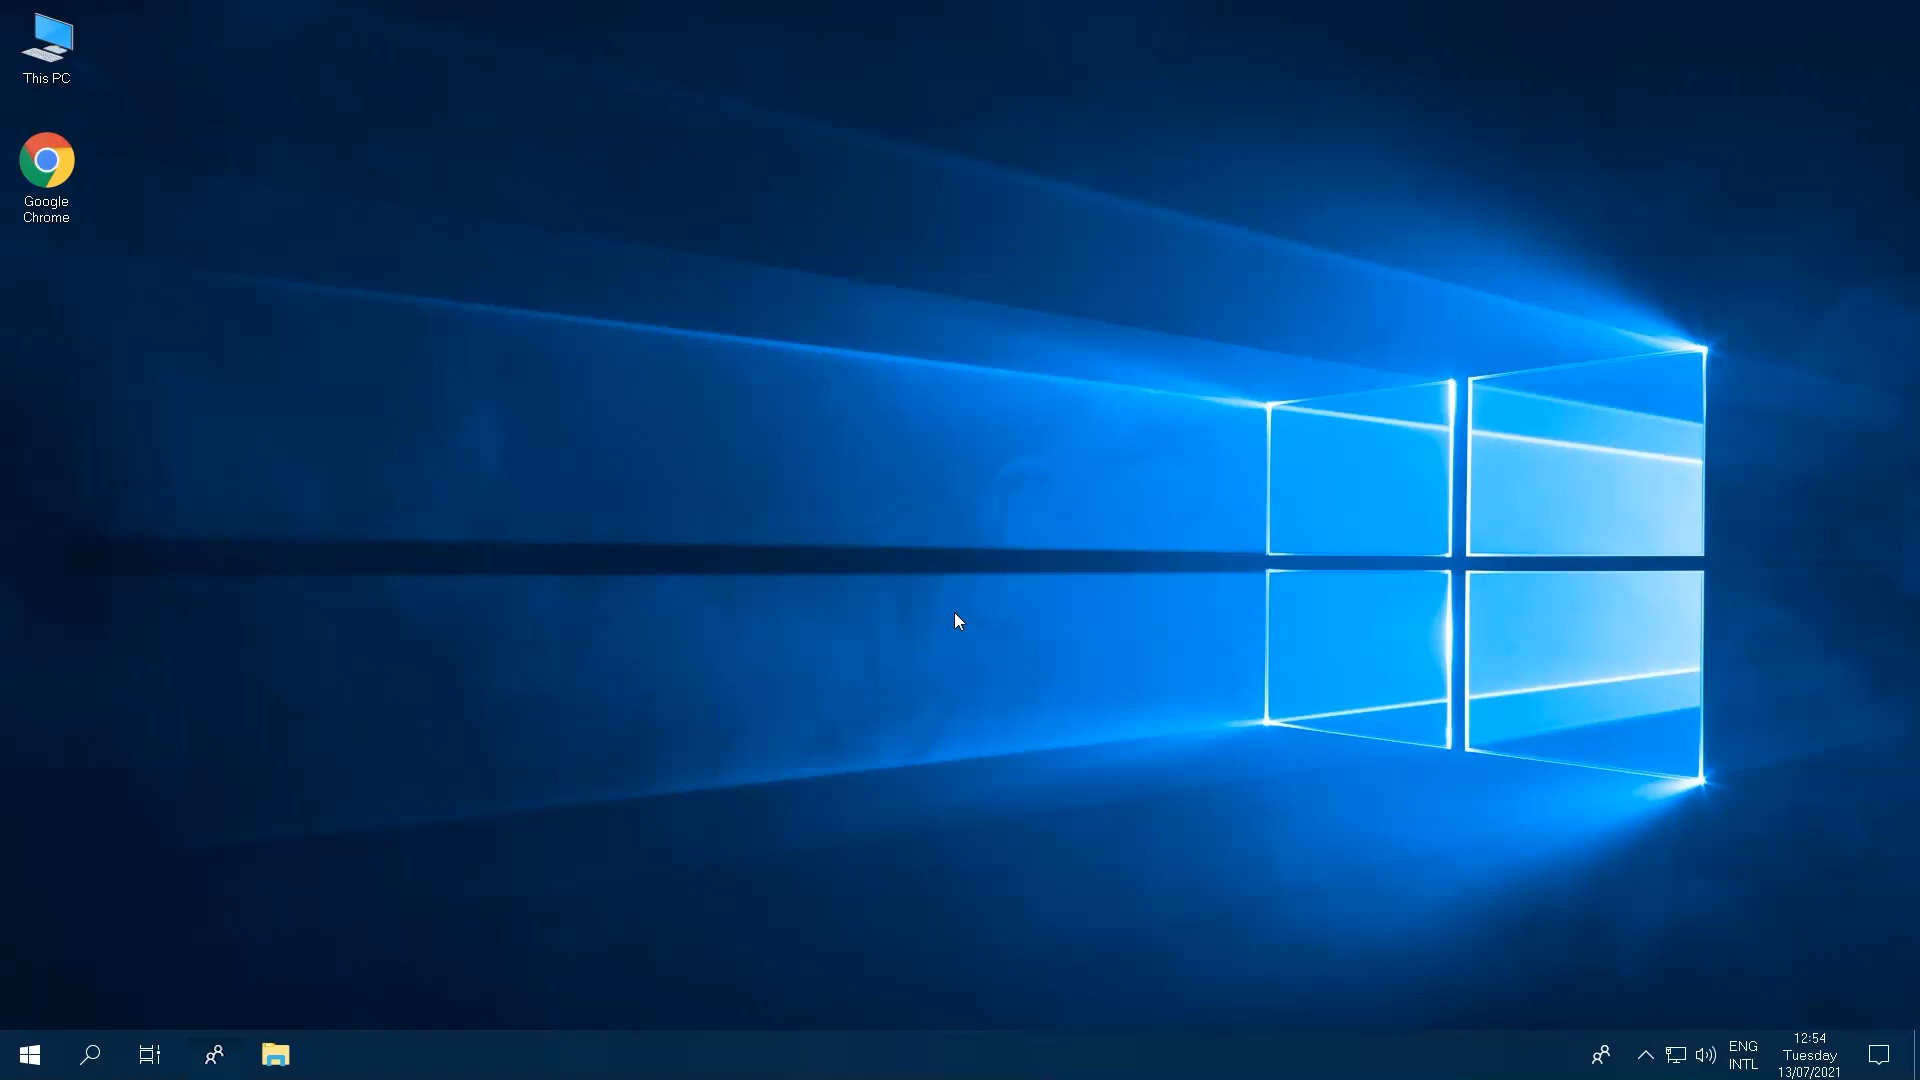 This PC
Google
Chrome
ENG
INTL
12:54
Tuesday
13/07/2021